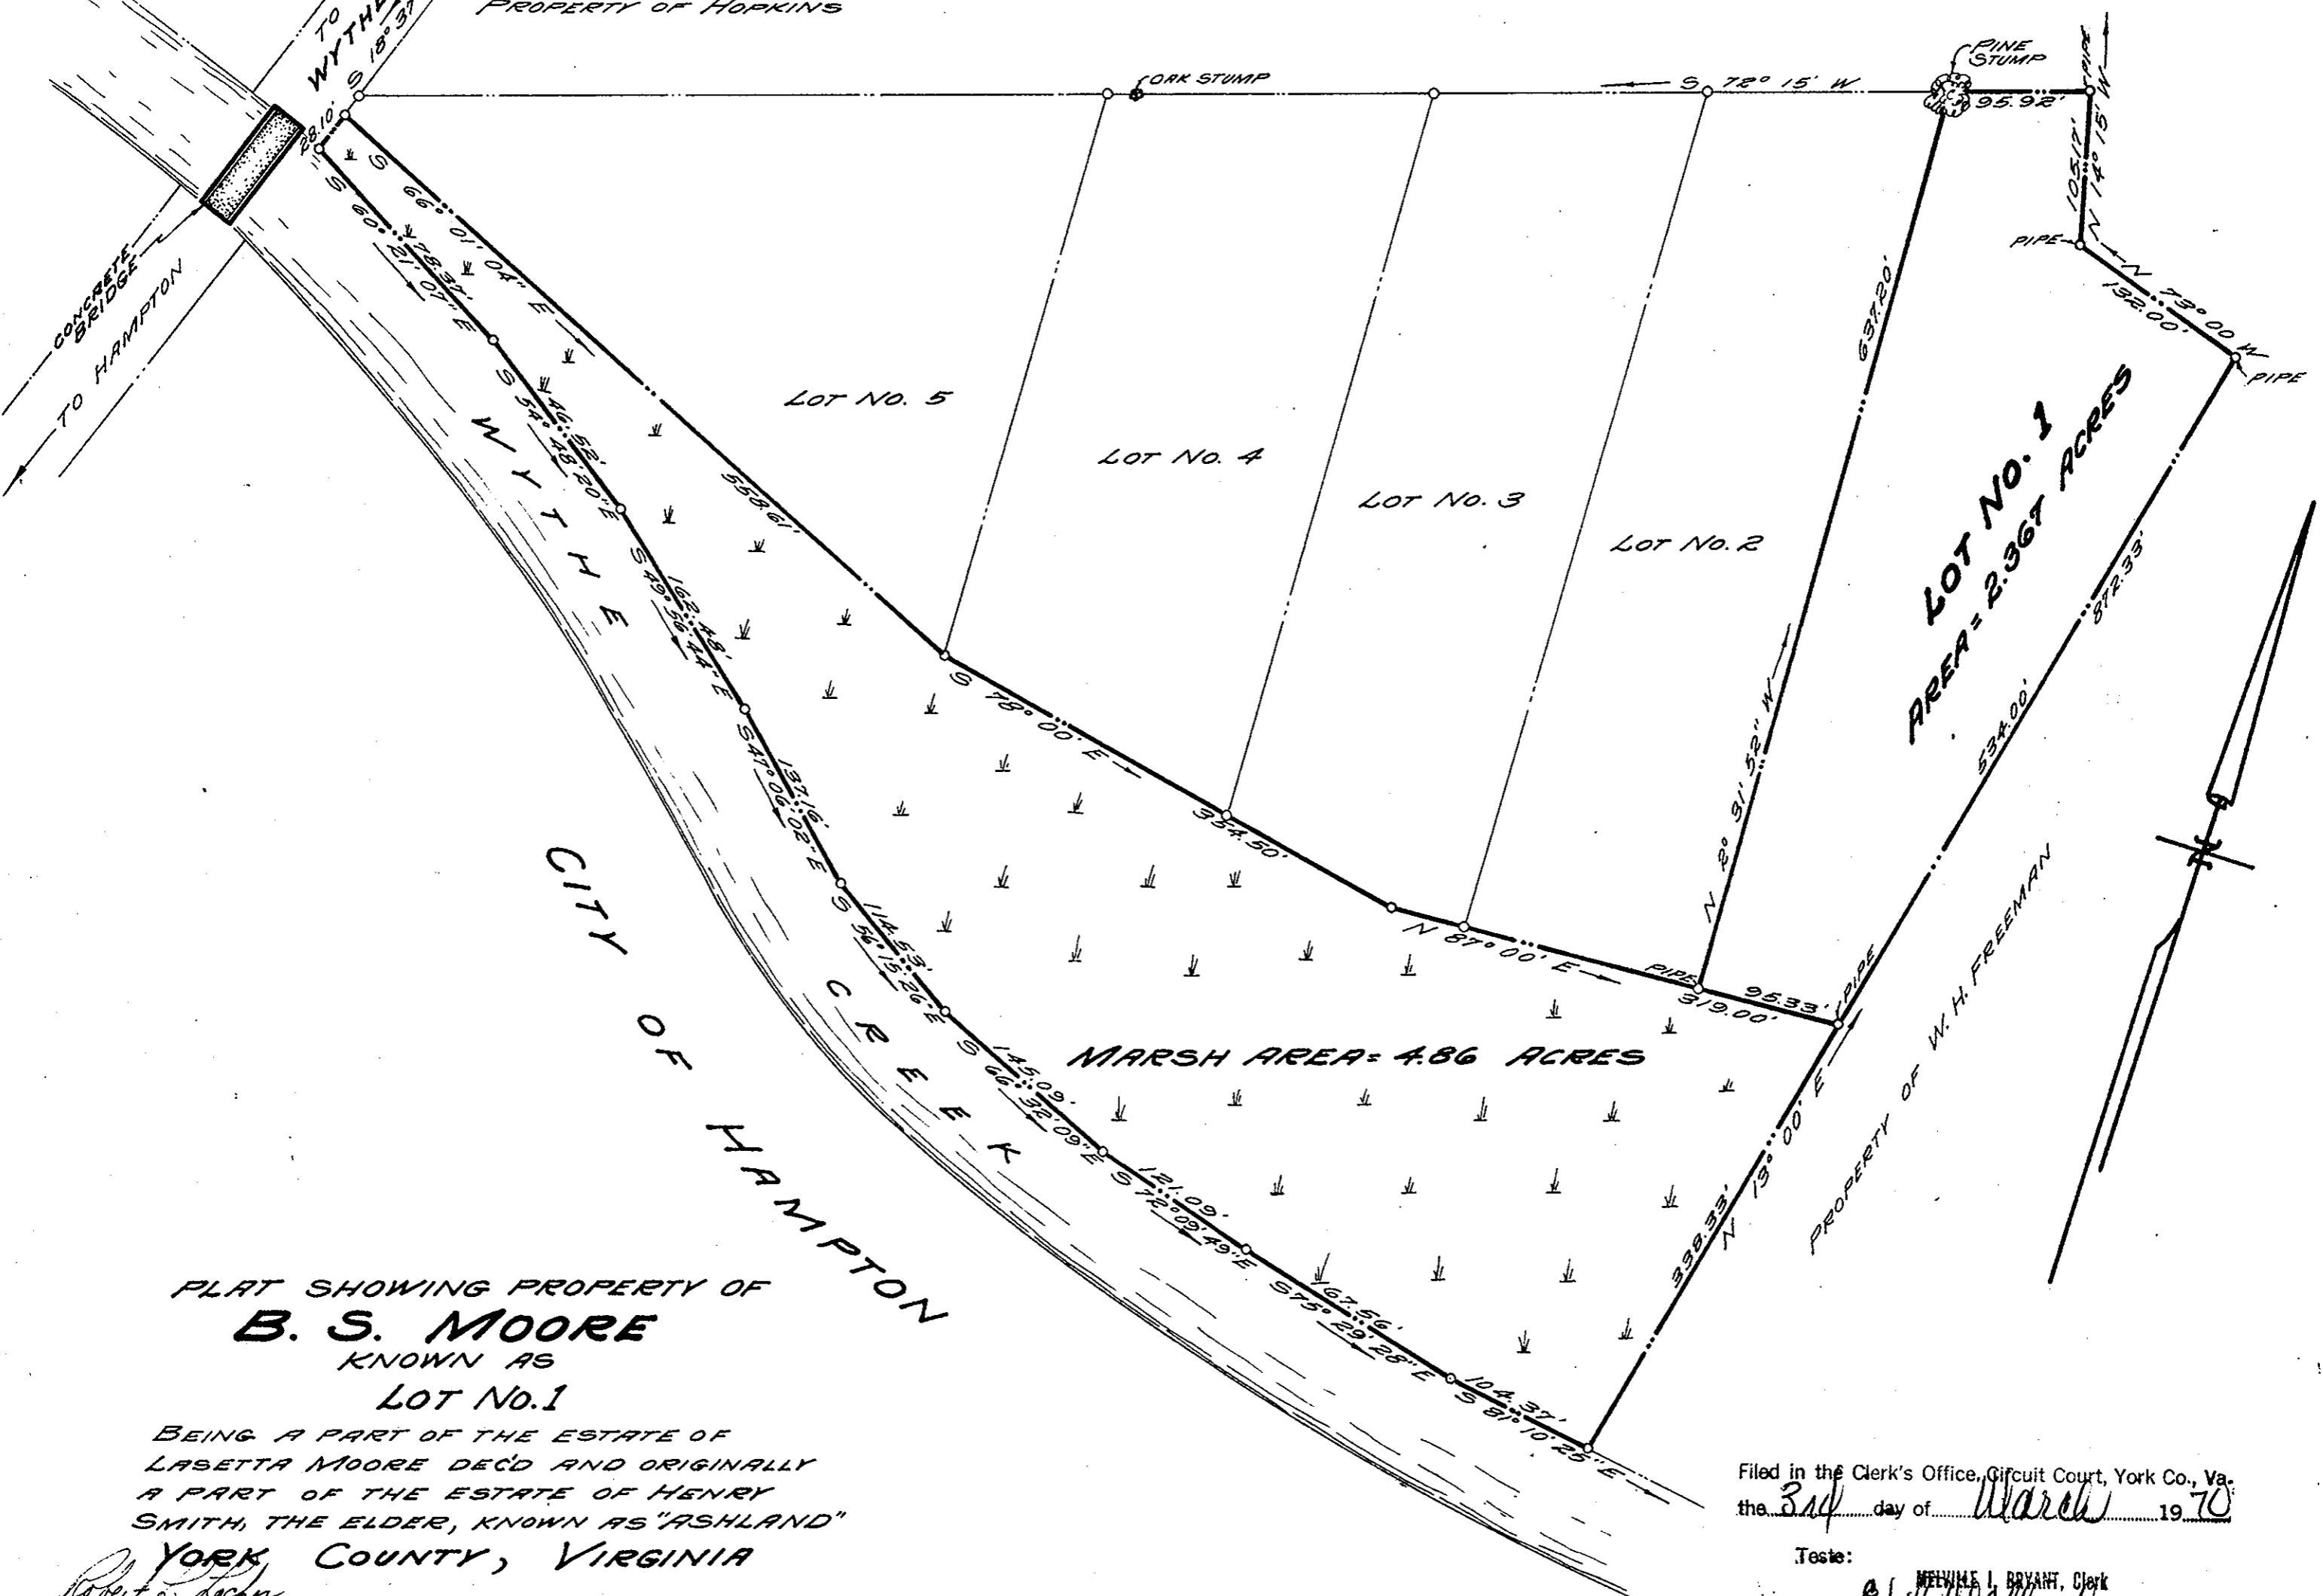 PROPERTY OF HOPKINS
TO
S 18° 37'
28.10'
CONCRETE
BRIDGE
TO HAMPTON
OAK STUMP
S 72° 15' W
PINE
STUMP
95.92'
PIPE
105.17'
N 14° 15' W
PIPE
N 73° 00' W
132.00'
PIPE
S 66° 01' 04" E
558.61'
S 60° 21' 07" E
78.37'
S 54° 48' 20" E
146.52'
S 49° 56' 44" E
162.48'
S 47° 06' 02" E
137.16'
S 56° 15' 26" E
114.53'
S 66° 32' 09" E
145.09'
S 72° 09' 49" E
121.09'
S 75° 29' 28" E
167.56'
S 81° 10' 25" E
104.37'
LOT NO. 5
LOT NO. 4
LOT NO. 3
LOT NO. 2
637.20'
N 2° 31' 52" W
LOT NO. 1
AREA = 2.367 ACRES
872.33'
534.00'
S 78° 00' E
354.50'
N 87° 00' E
PIPE
95.33'
319.00'
PIPE
N 13° 00' E
338.33'
PROPERTY OF W. H. FREEMAN
N
MARSH AREA = 4.86 ACRES
WYTHE CREEK
CITY OF HAMPTON
PLAT SHOWING PROPERTY OF
B. S. MOORE
KNOWN AS
LOT NO. 1
BEING A PART OF THE ESTATE OF
LASETTA MOORE DEC'D AND ORIGINALLY
A PART OF THE ESTATE OF HENRY
SMITH, THE ELDER, KNOWN AS "ASHLAND"
YORK COUNTY, VIRGINIA
Filed in the Clerk's Office, Circuit Court, York Co., Va.
the 3rd day of March 1970
Teste:
MELVILLE I. BRYANT, Clerk